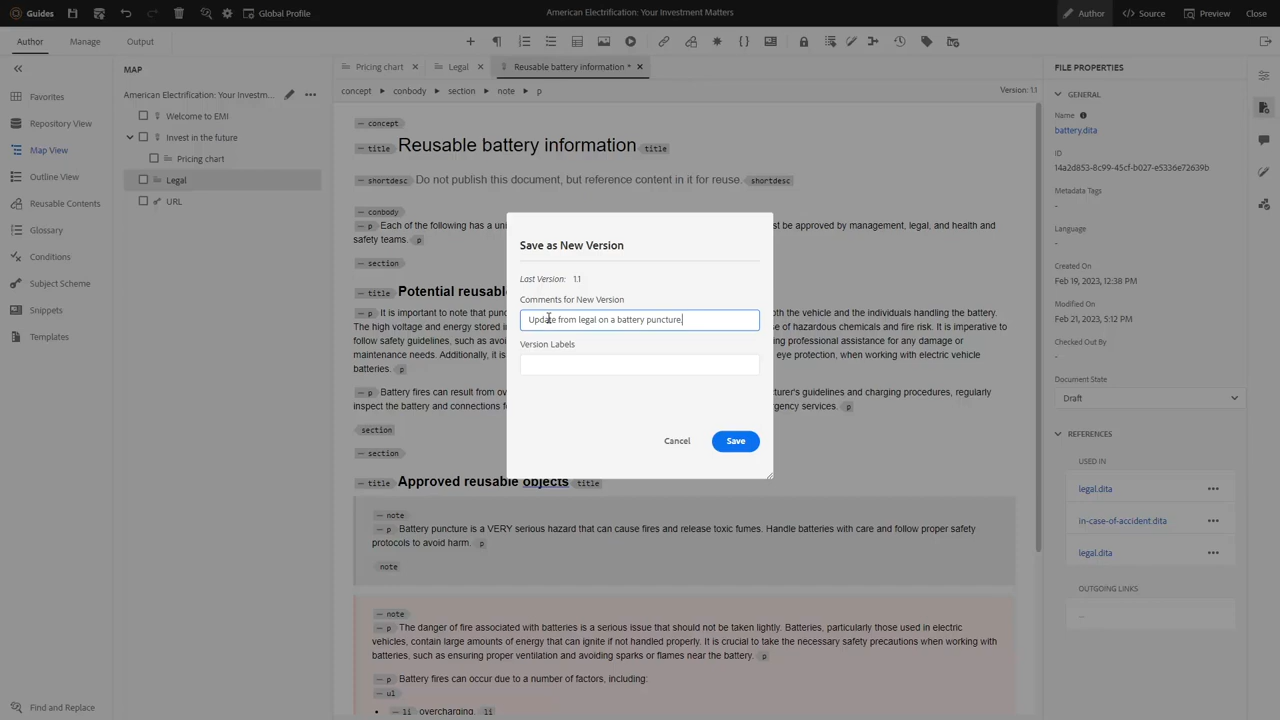 Guides
Global Profile
American Electrification: Your Investment Matters
Author
Source
Preview
Close
Author
Manage
Output
Favorites
Repository View
Map View
Outline View
Reusable Contents
Glossary
Conditions
Subject Scheme
Snippets
Templates
Find and Replace
MAP
American Electrification: Your Investm...
Welcome to EMI
Invest in the future
Pricing chart
Legal
URL
Pricing chart
Legal
Reusable battery information *
concept conbody section note p
Version: 1.1
concept
title Reusable battery information title
shortdesc Do not publish this document, but reference content in it for reuse. shortdesc
conbody
p Each of the following has a uni
st be approved by management, legal, and health and
safety teams. p
section
title Potential reusable
p It is important to note that punc
oth the vehicle and the individuals handling the battery.
The high voltage and energy stored i
e of hazardous chemicals and fire risk. It is imperative to
follow safety guidelines, such as avoi
rofessional assistance for any damage or
maintenance needs. Additionally, it is
eye protection, when working with electric vehicle
batteries. p
p Battery fires can result from over
cturer's guidelines and charging procedures, regularly
inspect the battery and connections f
rgency services. p
section
section
title Approved reusable objects title
note
p Battery puncture is a VERY serious hazard that can cause fires and release toxic fumes. Handle batteries with care and follow proper safety
protocols to avoid harm. p
note
note
p The danger of fire associated with batteries is a serious issue that should not be taken lightly. Batteries, particularly those used in electric
vehicles, contain large amounts of energy that can ignite if not handled properly. It is crucial to take the necessary safety precautions when working with
batteries, such as ensuring proper ventilation and avoiding sparks or flames near the battery. p
p Battery fires can occur due to a number of factors, including:
ul
li overcharging, li
Save as New Version
Last Version: 1.1
Comments for New Version
Update from legal on a battery puncture.
Version Labels
Cancel
Save
FILE PROPERTIES
GENERAL
Name
battery.dita
ID
14a2d853-8c99-45cf-b027-e5336e72639b
Metadata Tags
-
Language
-
Created On
Feb 19, 2023, 12:38 PM
Modified On
Feb 21, 2023, 5:12 PM
Checked Out By
-
Document State
Draft
REFERENCES
USED IN
legal.dita
in-case-of-accident.dita
legal.dita
OUTGOING LINKS
...